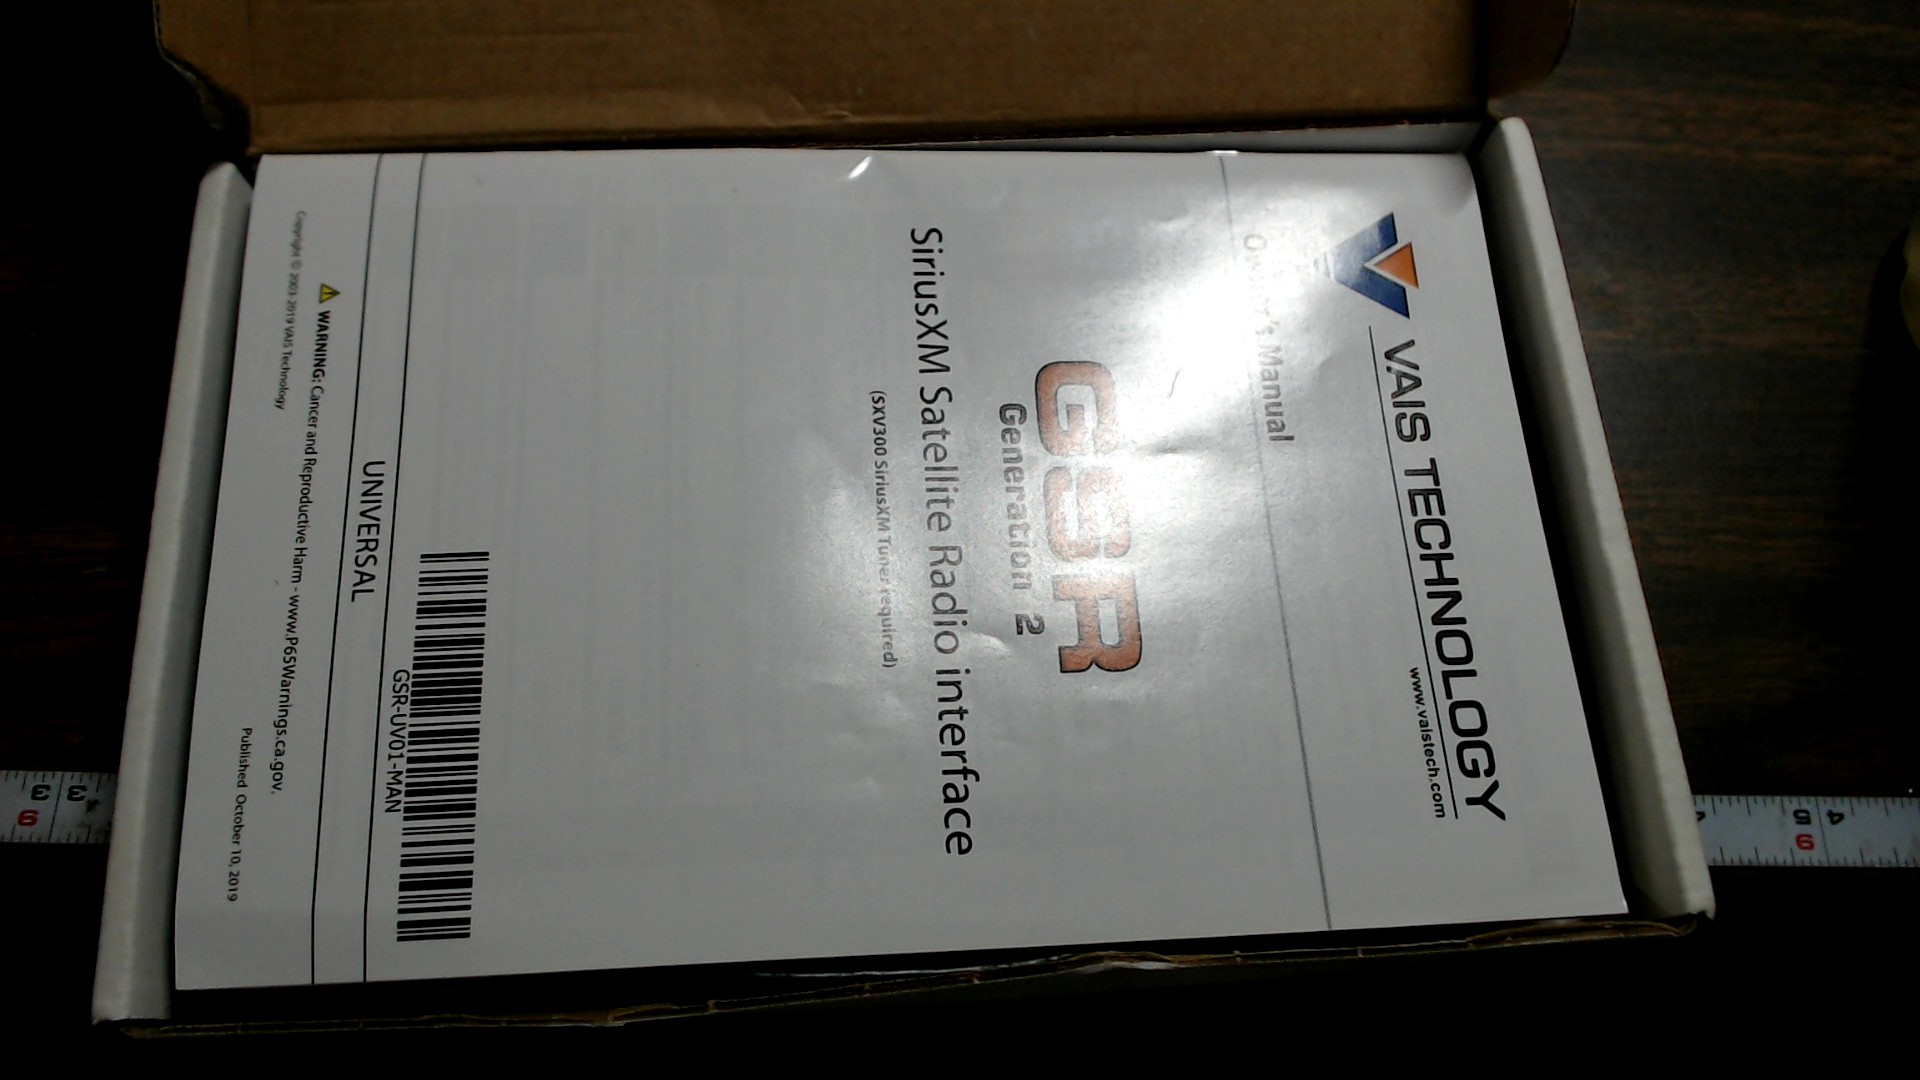 VAIS TECHNOLOGY
www.vaistech.com
Owner's Manual
GSR
Generation 2
SiriusXM Satellite Radio interface
(SXV300 SiriusXM Tuner required)
GSR-UV01-MAN
UNIVERSAL
WARNING: Cancer and Reproductive Harm - www.P65Warnings.ca.gov.
Copyright © 2003-2019 VAIS Technology
Published October 10, 2019